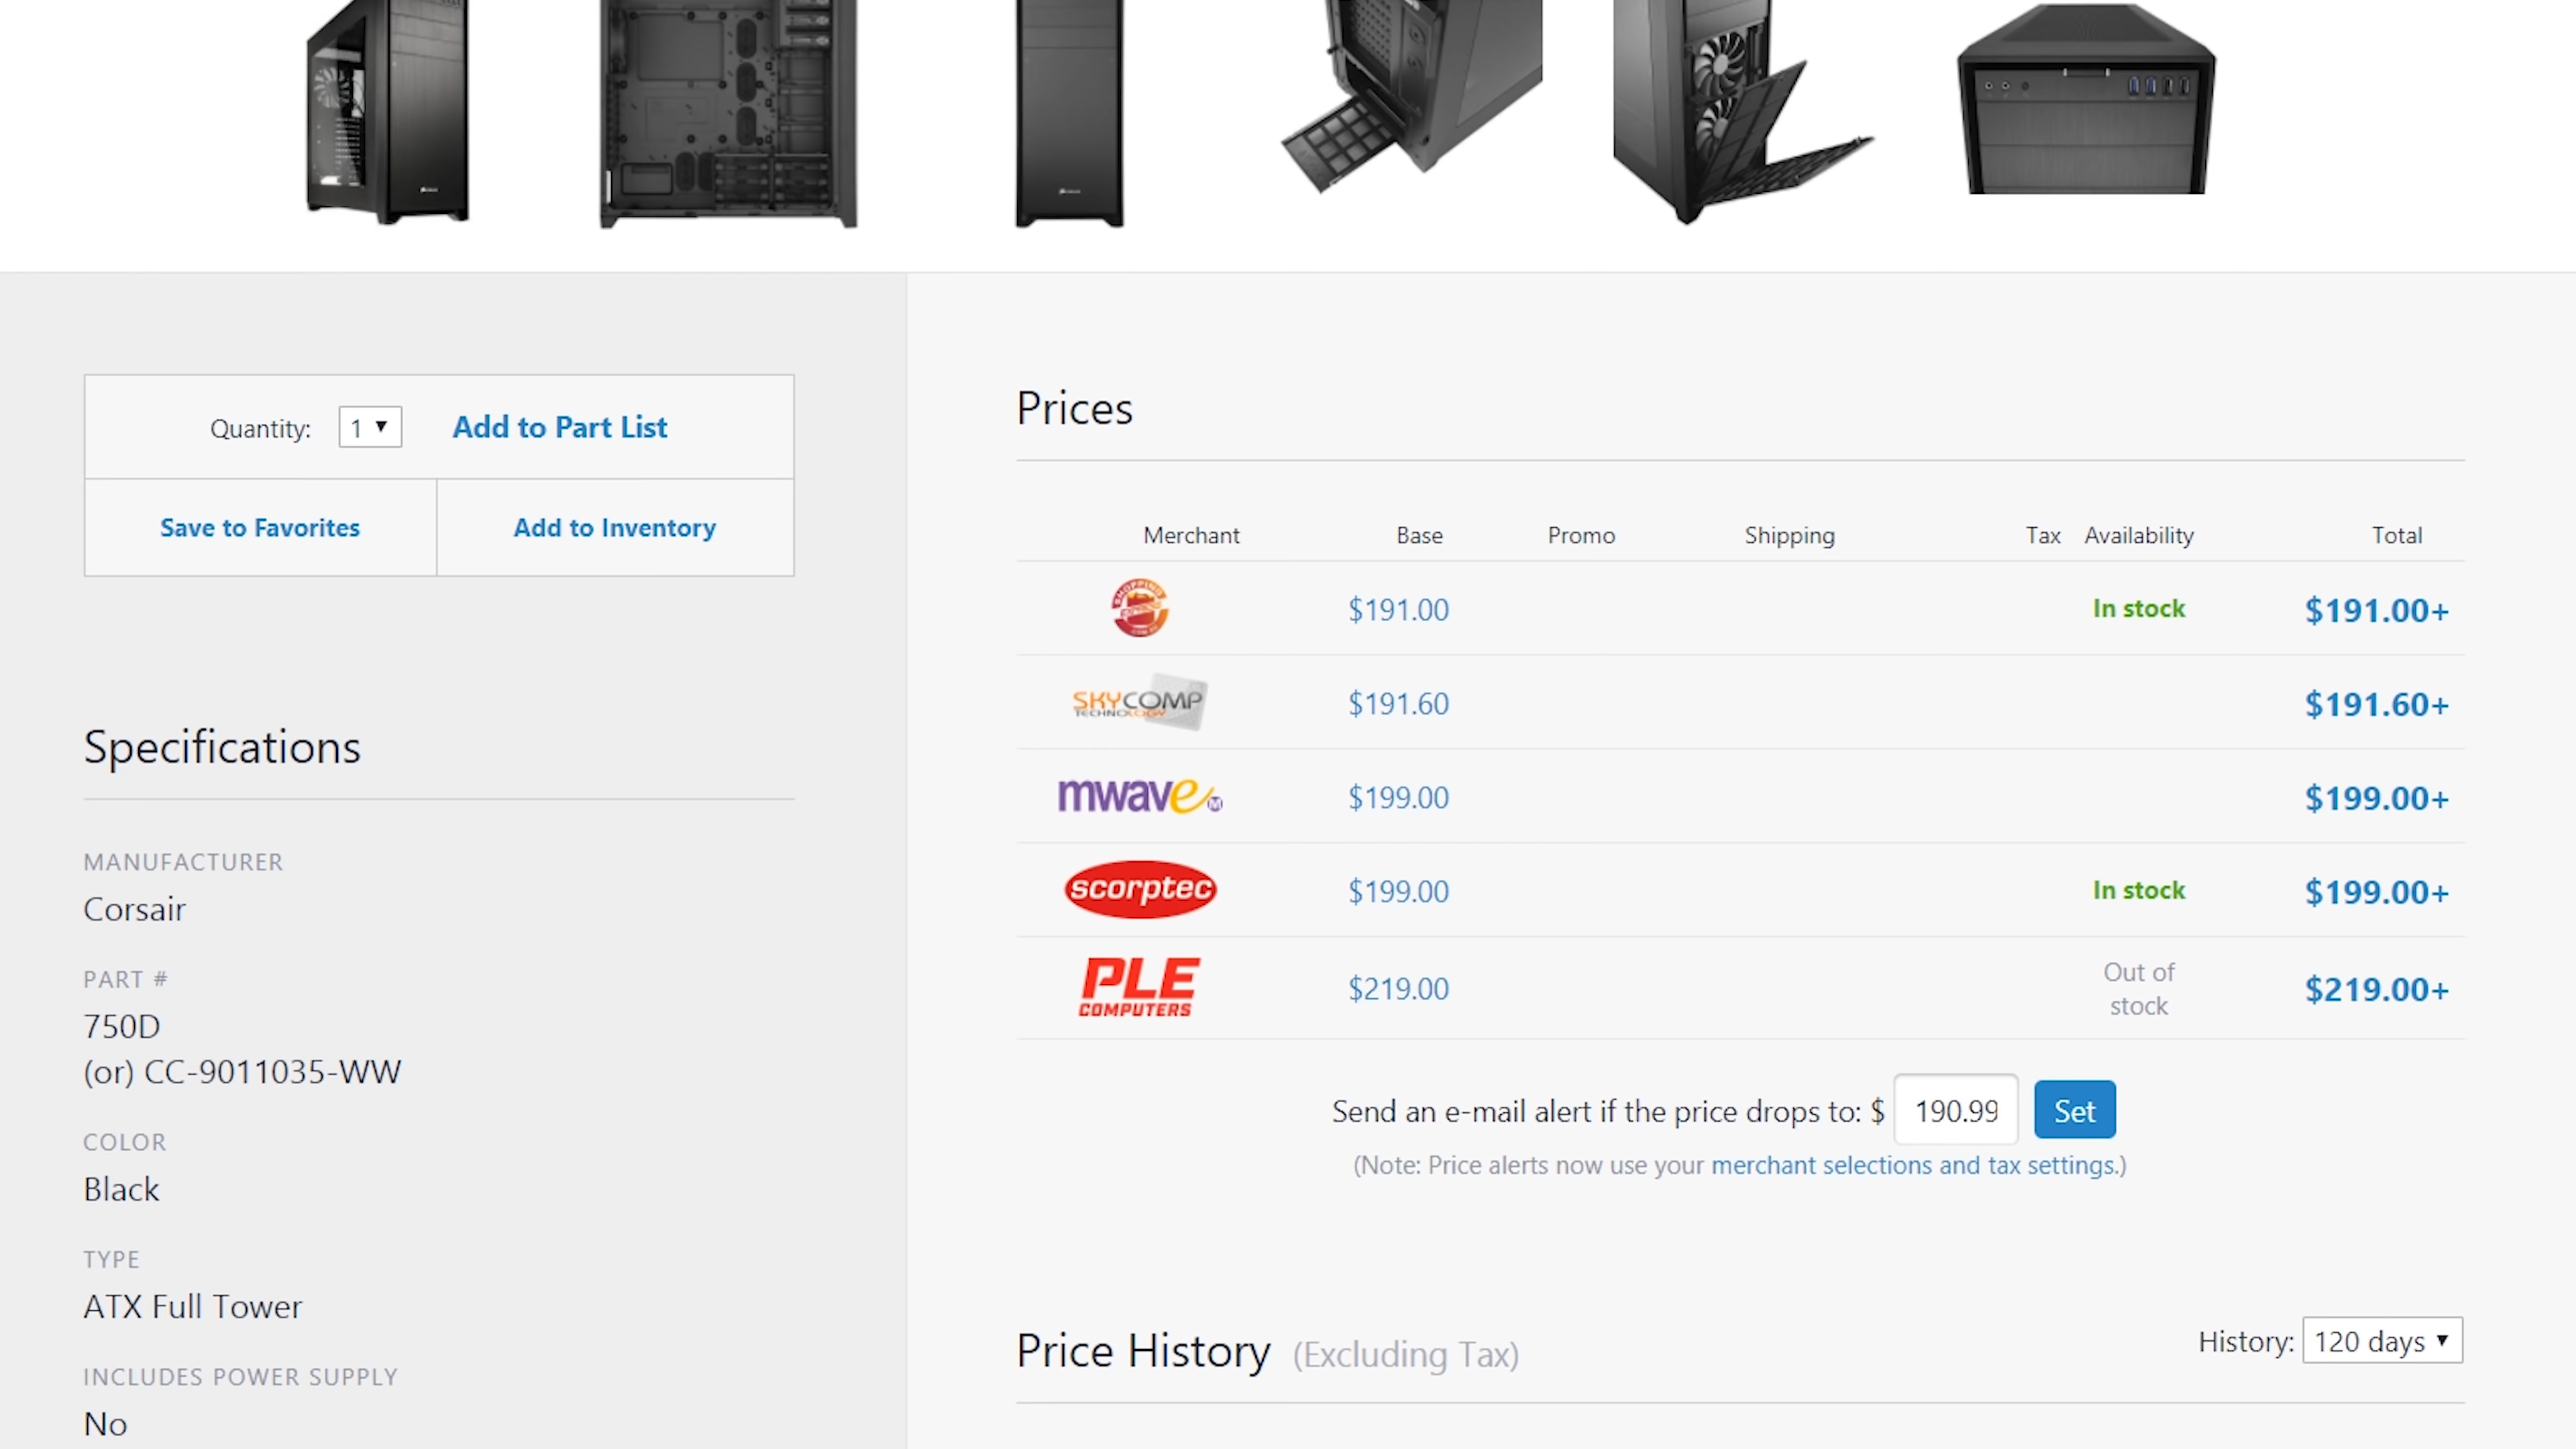 Quantity: 1 Add to Part List
Save to Favorites Add to Inventory
Specifications
MANUFACTURER
Corsair
PART #
750D
(or) CC-9011035-WW
COLOR
Black
TYPE
ATX Full Tower
INCLUDES POWER SUPPLY
No
Prices
Merchant Base Promo Shipping Tax Availability Total
SHOPPING EXPRESS $191.00 In stock $191.00+
SKYCOMP TECHNOLOGY $191.60 $191.60+
mwave $199.00 $199.00+
scorptec $199.00 In stock $199.00+
PLE COMPUTERS $219.00 Out of stock $219.00+
Send an e-mail alert if the price drops to: $ 190.99 Set
(Note: Price alerts now use your merchant selections and tax settings.)
Price History (Excluding Tax) History: 120 days